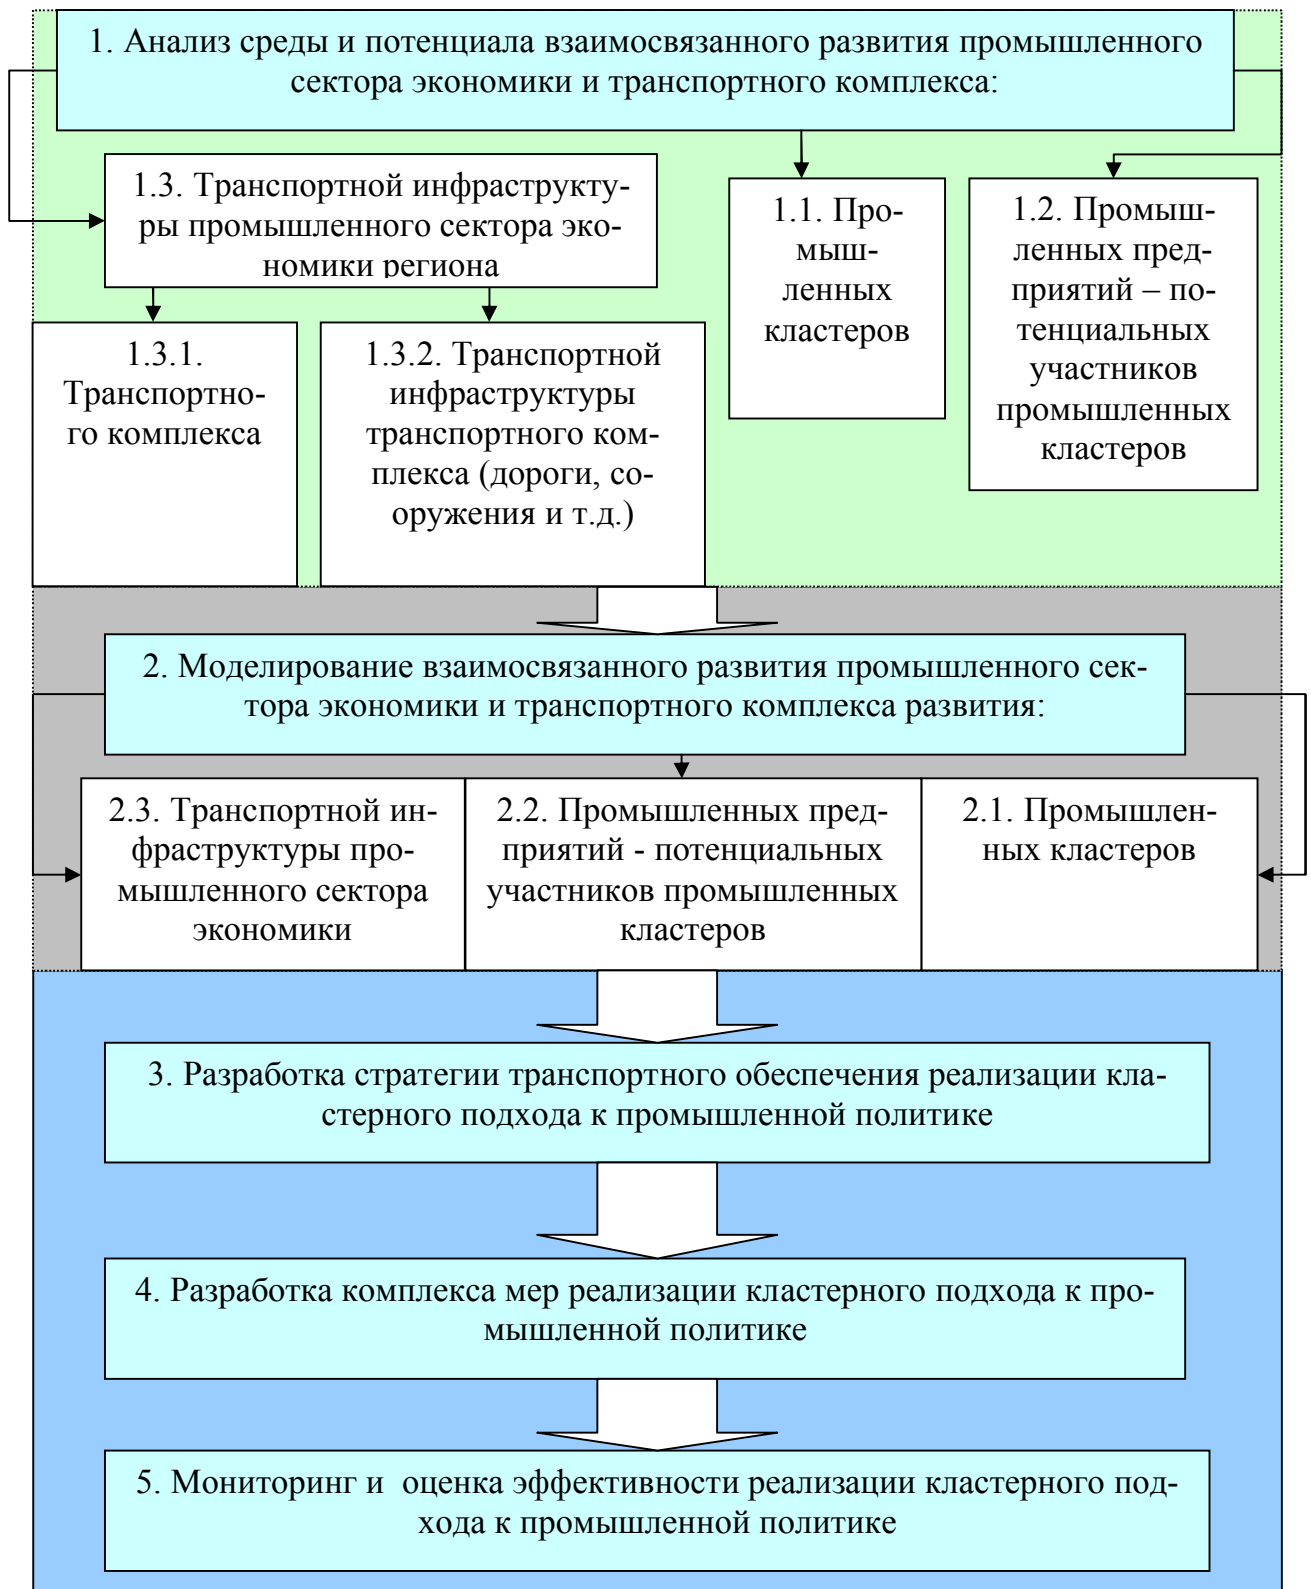 1. Анализ среды и потенциала взаимосвязанного развития промышленного
сектора экономики и транспортного комплекса:
1.3. Транспортной инфраструкту-
ры промышленного сектора эко-
номики региона
1.1. Про-
мыш-
ленных
кластеров
1.2. Промыш-
ленных пред-
приятий – по-
тенциальных
участников
промышленных
кластеров
1.3.1.
Транспортно-
го комплекса
1.3.2. Транспортной
инфраструктуры
транспортного ком-
плекса (дороги, со-
оружения и т.д.)
2. Моделирование взаимосвязанного развития промышленного сек-
тора экономики и транспортного комплекса развития:
2.3. Транспортной ин-
фраструктуры про-
мышленного сектора
экономики
2.2. Промышленных пред-
приятий - потенциальных
участников промышленных
кластеров
2.1. Промышлен-
ных кластеров
3. Разработка стратегии транспортного обеспечения реализации кла-
стерного подхода к промышленной политике
4. Разработка комплекса мер реализации кластерного подхода к про-
мышленной политике
5. Мониторинг и  оценка эффективности реализации кластерного под-
хода к промышленной политике